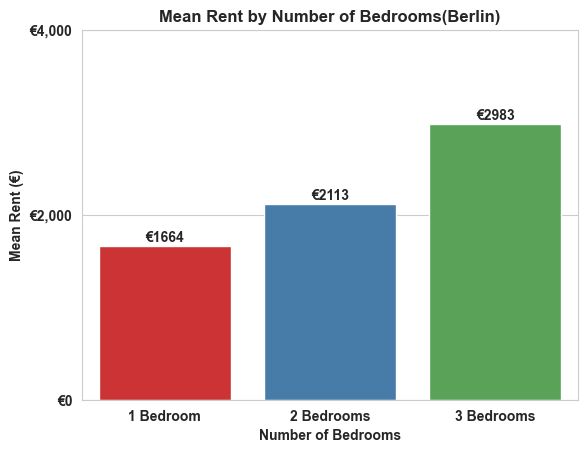 Mean Rent by Number of Bedrooms(Berlin)
€4,000
€2,000
€0
Mean Rent (€)
€1664
€2113
€2983
1 Bedroom
2 Bedrooms
3 Bedrooms
Number of Bedrooms